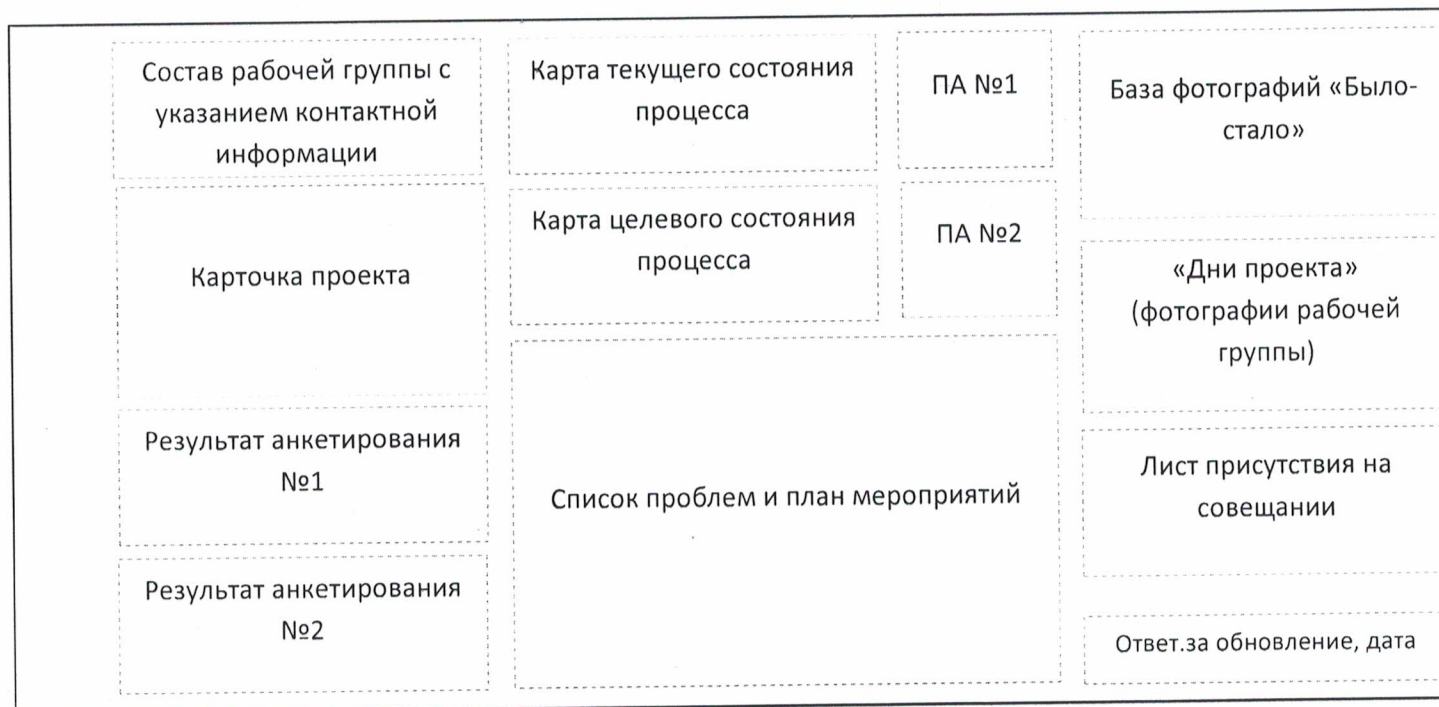 Состав рабочей группы с
указанием контактной
информации
Карточка проекта
Результат анкетирования
№1
Результат анкетирования
№2
Карта текущего состояния
процесса
ПА №1
Карта целевого состояния
процесса
ПА №2
Список проблем и план мероприятий
База фотографий «Было-
стало»
«Дни проекта»
(фотографии рабочей
группы)
Лист присутствия на
совещании
Ответ.за обновление, дата